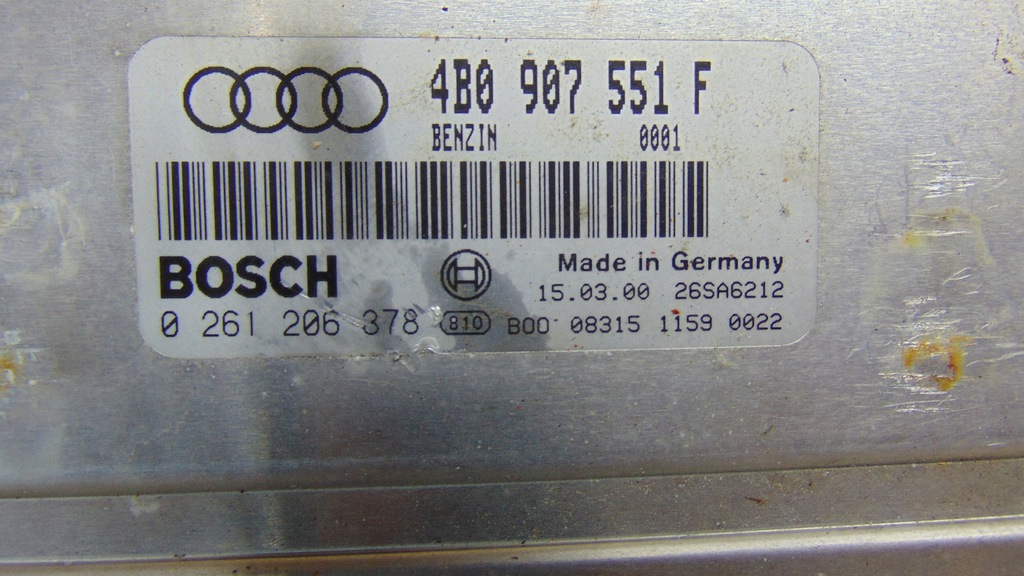 4B0 907 551 F
BENZIN 0001
BOSCH Made in Germany
15.03.00 26SA6212
0 261 206 378 810 B00 08315 1159 0022